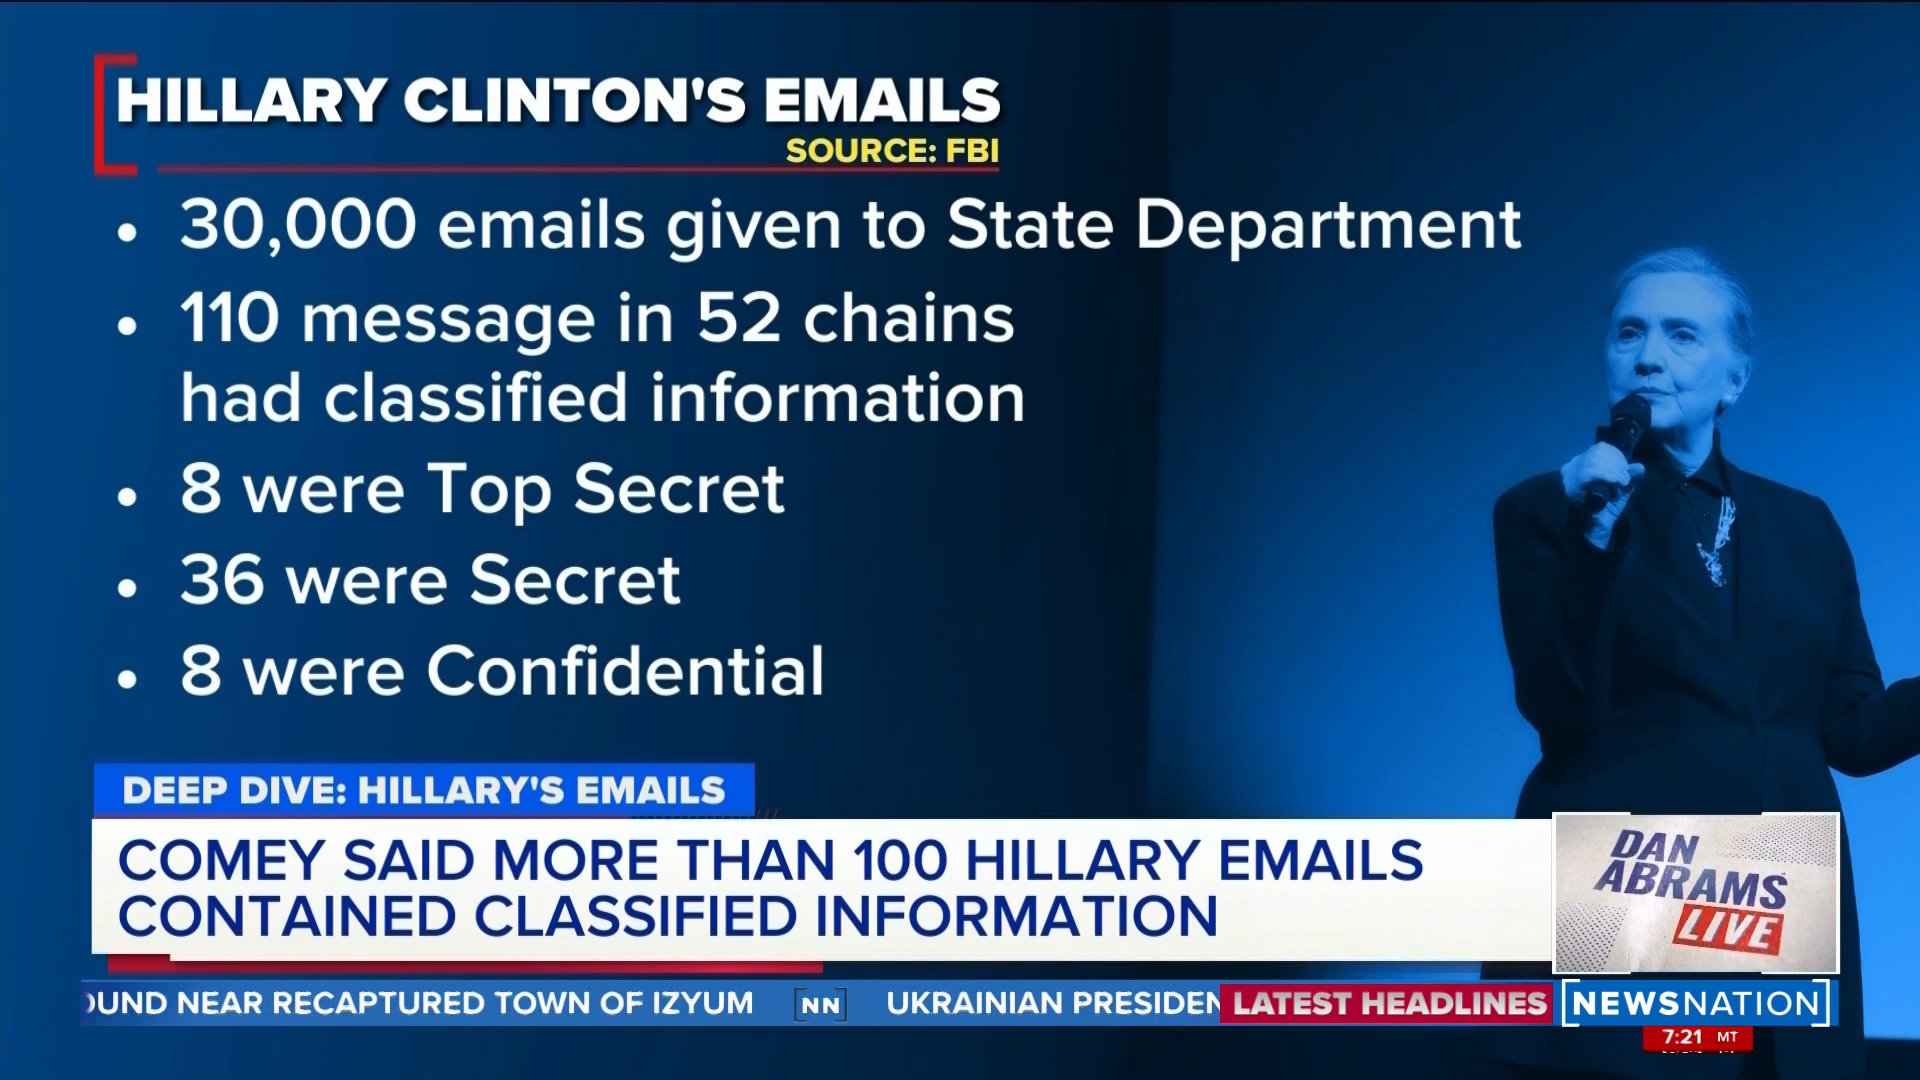 HILLARY CLINTON'S EMAILS
SOURCE: FBI
• 30,000 emails given to State Department
• 110 message in 52 chains
had classified information
• 8 were Top Secret
• 36 were Secret
• 8 were Confidential
DEEP DIVE: HILLARY'S EMAILS
COMEY SAID MORE THAN 100 HILLARY EMAILS
CONTAINED CLASSIFIED INFORMATION
DAN
ABRAMS
LIVE
NEAR RECAPTURED TOWN OF IZYUM [NN] UKRAINIAN LATEST HEADLINES [NEWSNATION]
7:21 MT